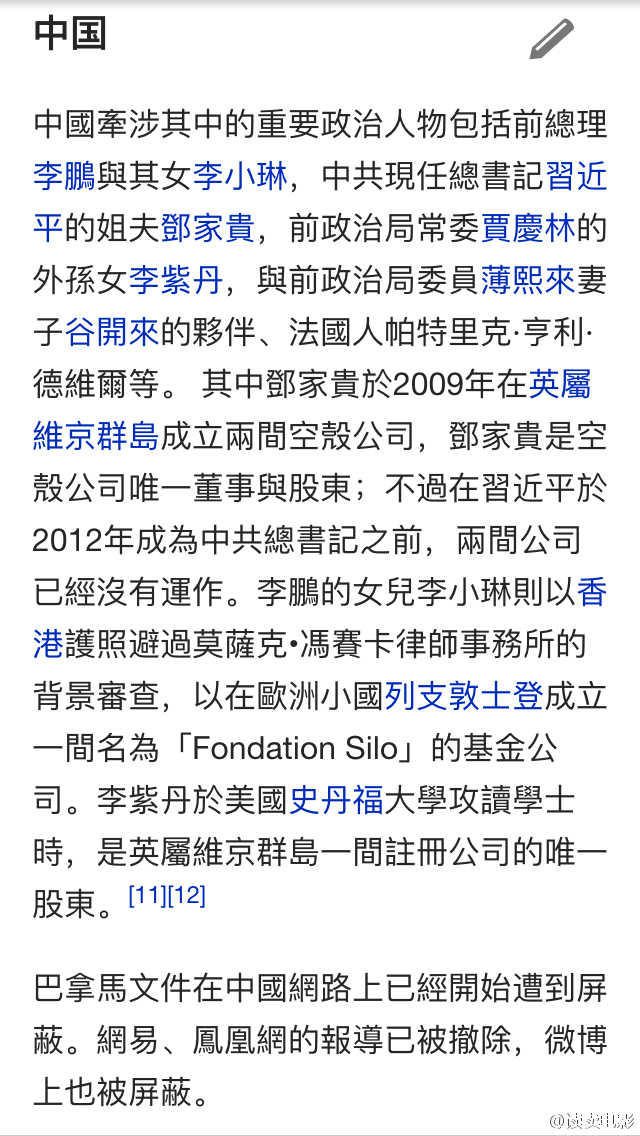 中国
中國牽涉其中的重要政治人物包括前總理
李鵬與其女李小琳，中共現任總書記習近
平的姐夫鄧家貴，前政治局常委賈慶林的
外孫女李紫丹，與前政治局委員薄熙來妻
子谷開來的夥伴、法國人帕特里克·亨利·
德維爾等。 其中鄧家貴於2009年在英屬
維京群島成立兩間空殼公司，鄧家貴是空
殼公司唯一董事與股東；不過在習近平於
2012年成為中共總書記之前，兩間公司
已經沒有運作。李鵬的女兒李小琳則以香
港護照避過莫薩克•馮賽卡律師事務所的
背景審查，以在歐洲小國列支敦士登成立
一間名為「Fondation Silo」的基金公
司。李紫丹於美國史丹福大學攻讀學士
時，是英屬維京群島一間註冊公司的唯一
股東。[11][12]
巴拿馬文件在中國網路上已經開始遭到屏
蔽。網易、鳳凰網的報導已被撤除，微博
上也被屏蔽。
@读卖电影